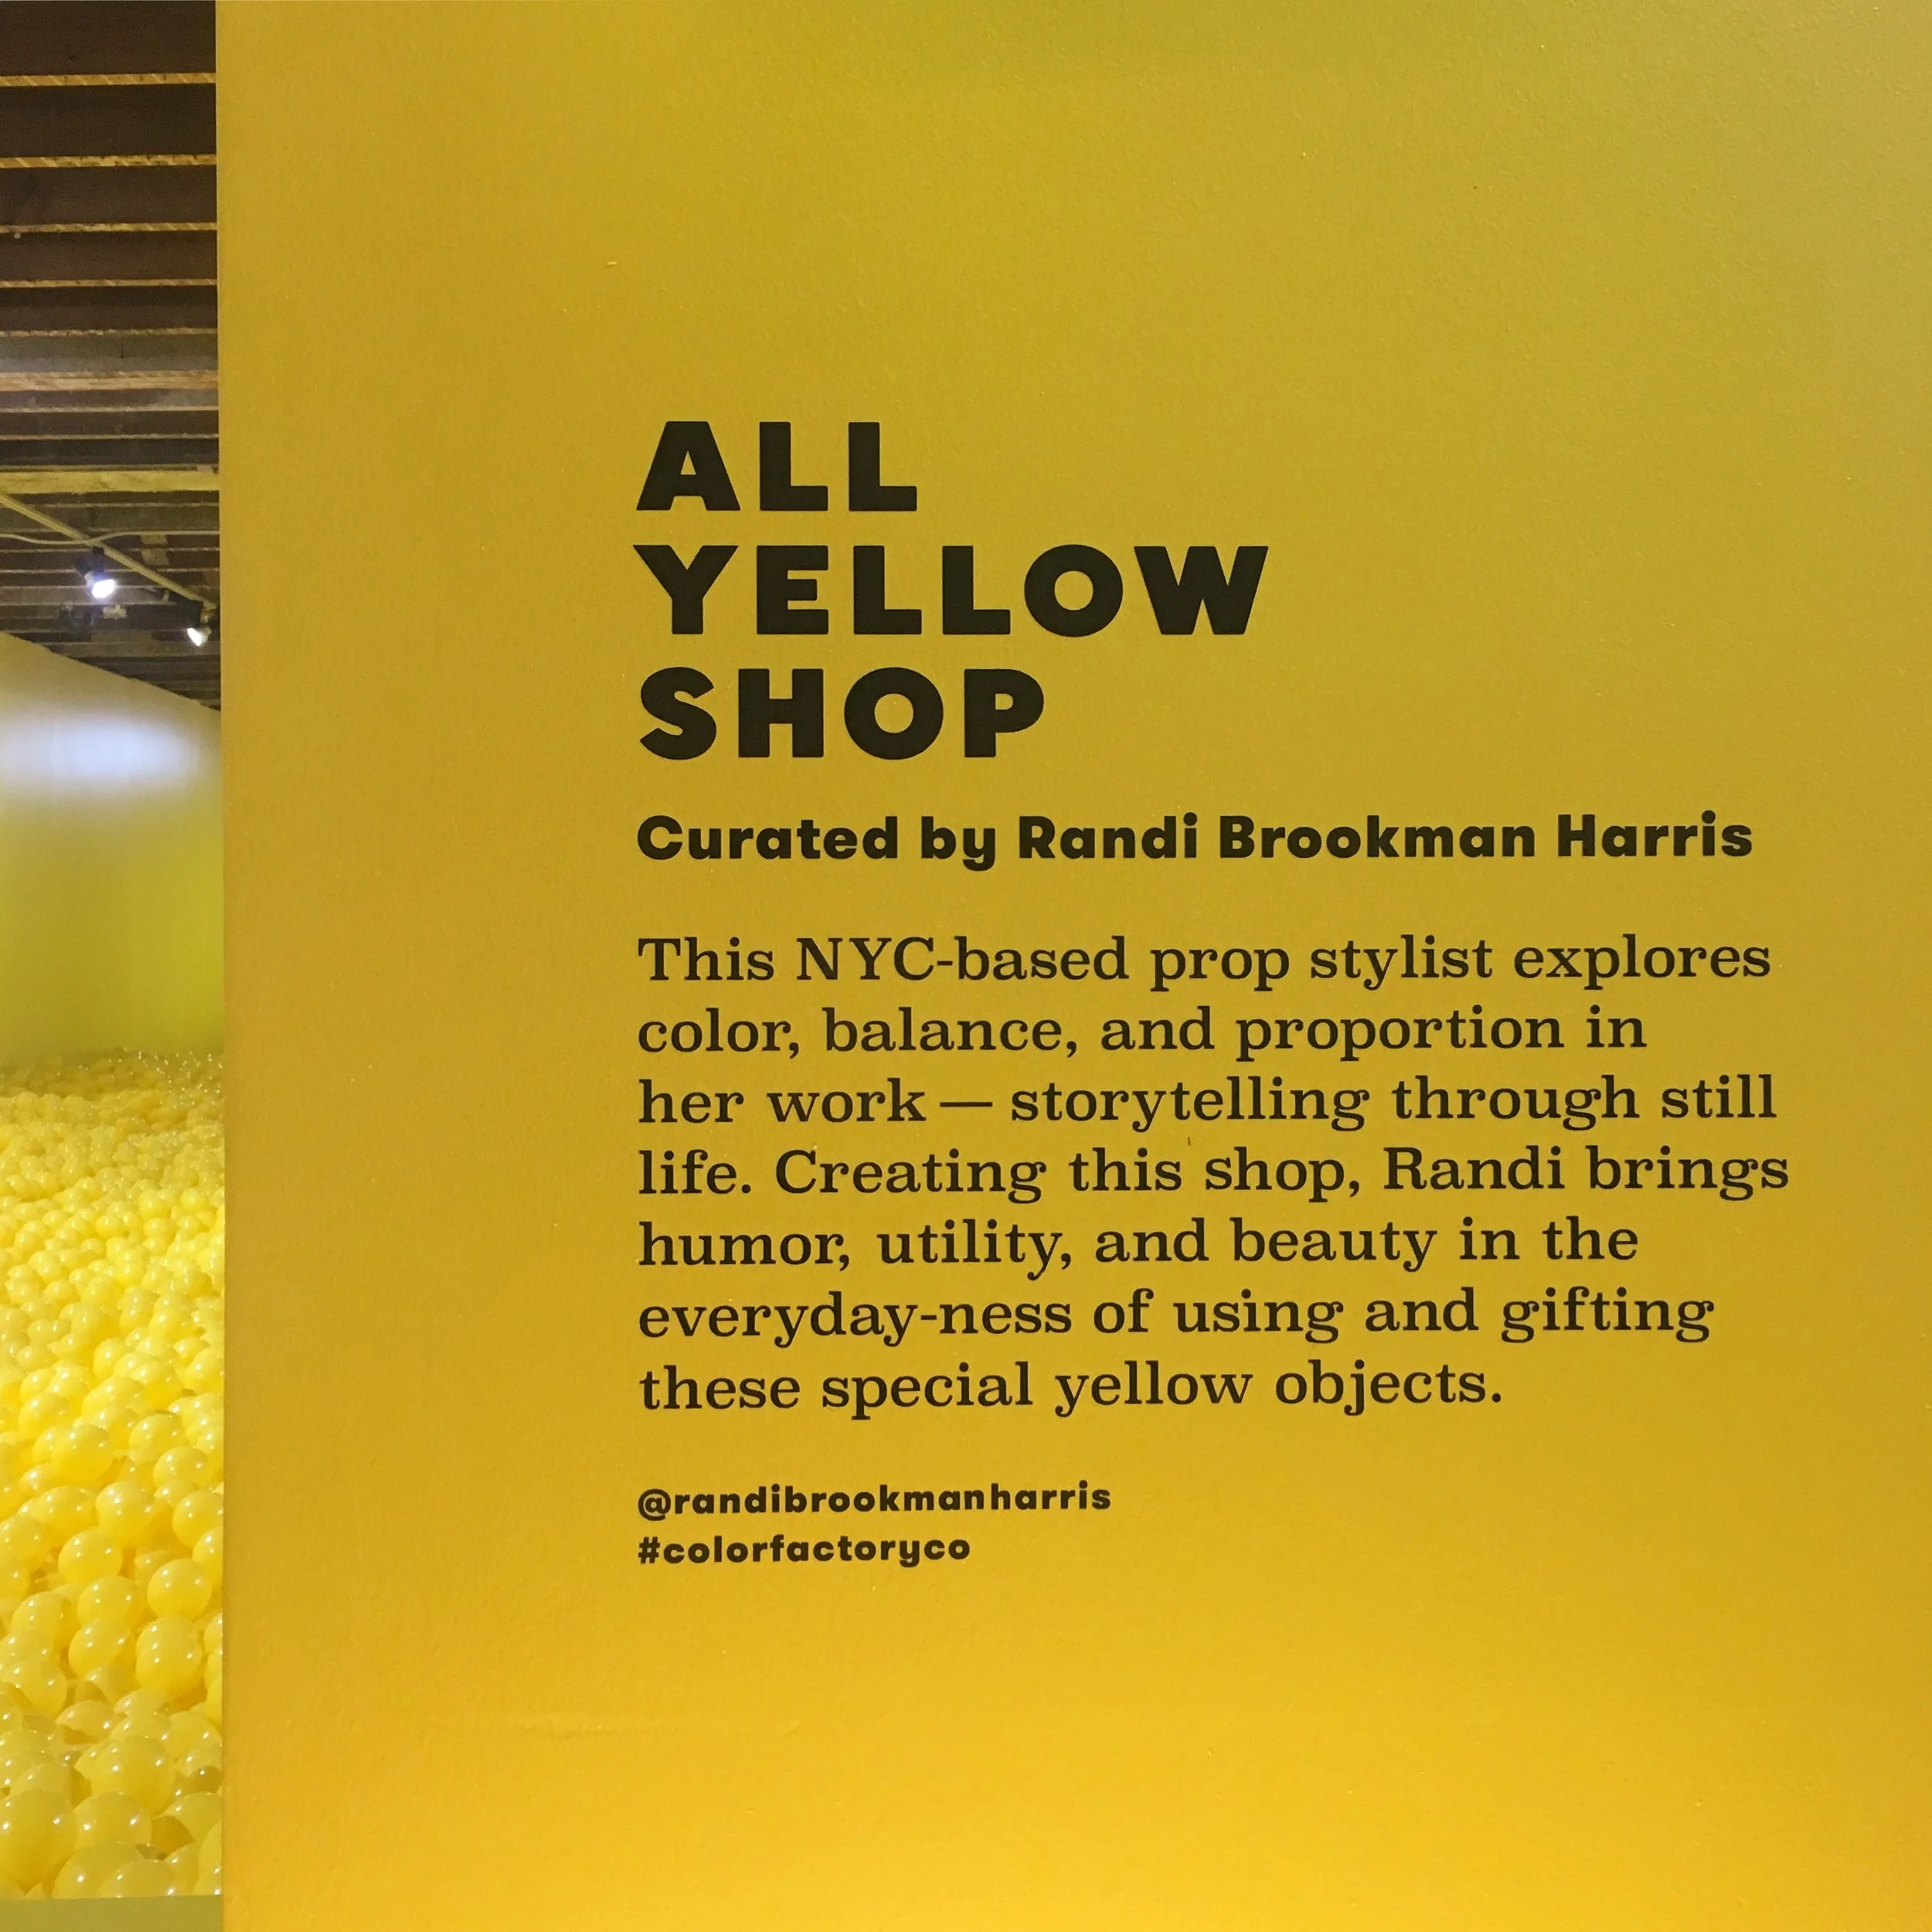 ALL
YELLOW
SHOP
Curated by Randi Brookman Harris
This NYC-based prop stylist explores
color, balance, and proportion in
her work — storytelling through still
life. Creating this shop, Randi brings
humor, utility, and beauty in the
everyday-ness of using and gifting
these special yellow objects.
@randibrookmanharris
#colorfactoryco